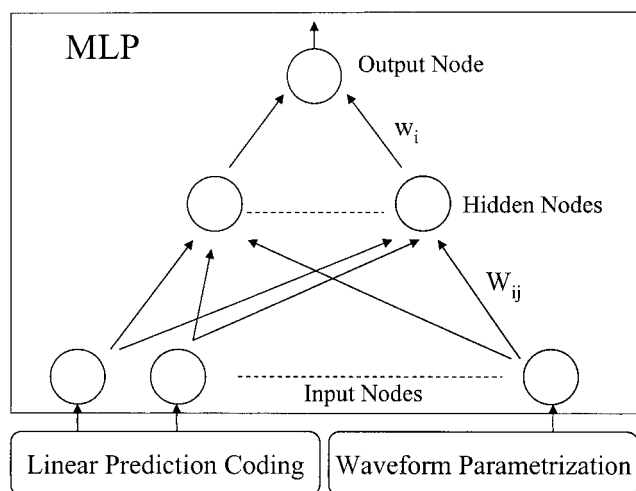 MLP
Output Node
w_i
Hidden Nodes
W_ij
Input Nodes
Linear Prediction Coding
Waveform Parametrization